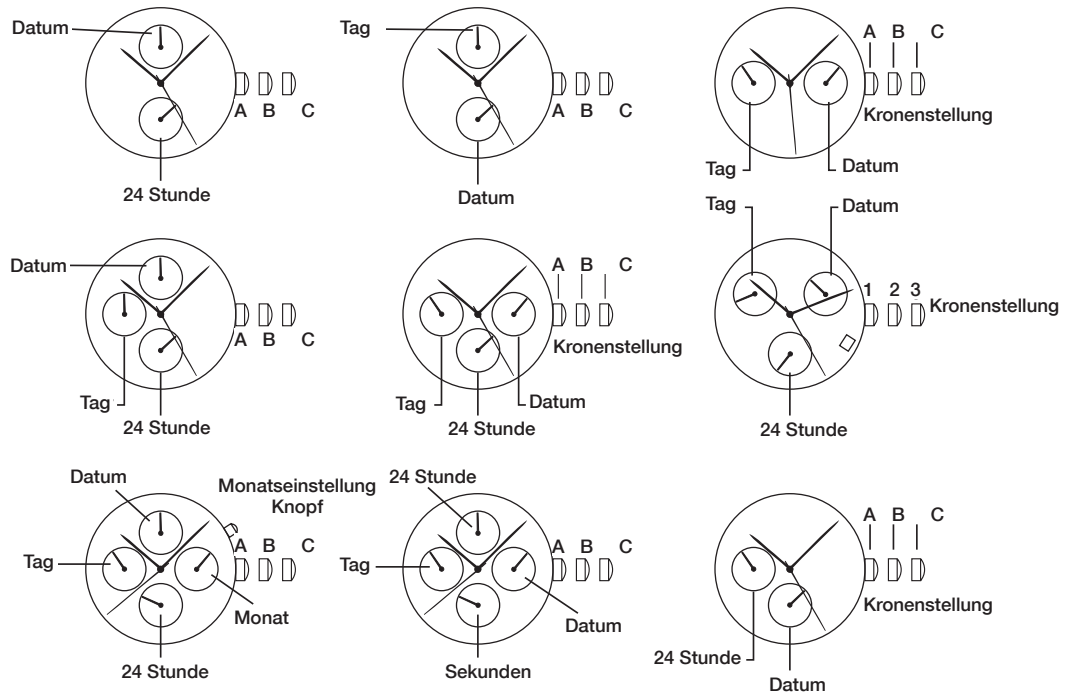 Datum
A B C
24 Stunde
Tag
A B C
Datum
A B C
Kronenstellung
Tag
Datum
Datum
A B C
Tag
24 Stunde
A B C
Kronenstellung
Tag
Datum
24 Stunde
Tag
Datum
1 2 3
Kronenstellung
24 Stunde
Datum
Monatseinstellung
Knopf
A B C
Tag
Monat
24 Stunde
24 Stunde
A B C
Tag
Datum
Sekunden
A B C
Kronenstellung
24 Stunde
Datum